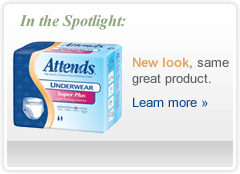 In the Spotlight:
Attends
UNDERWEAR
Super Plus
New look, same
great product.
Learn more »